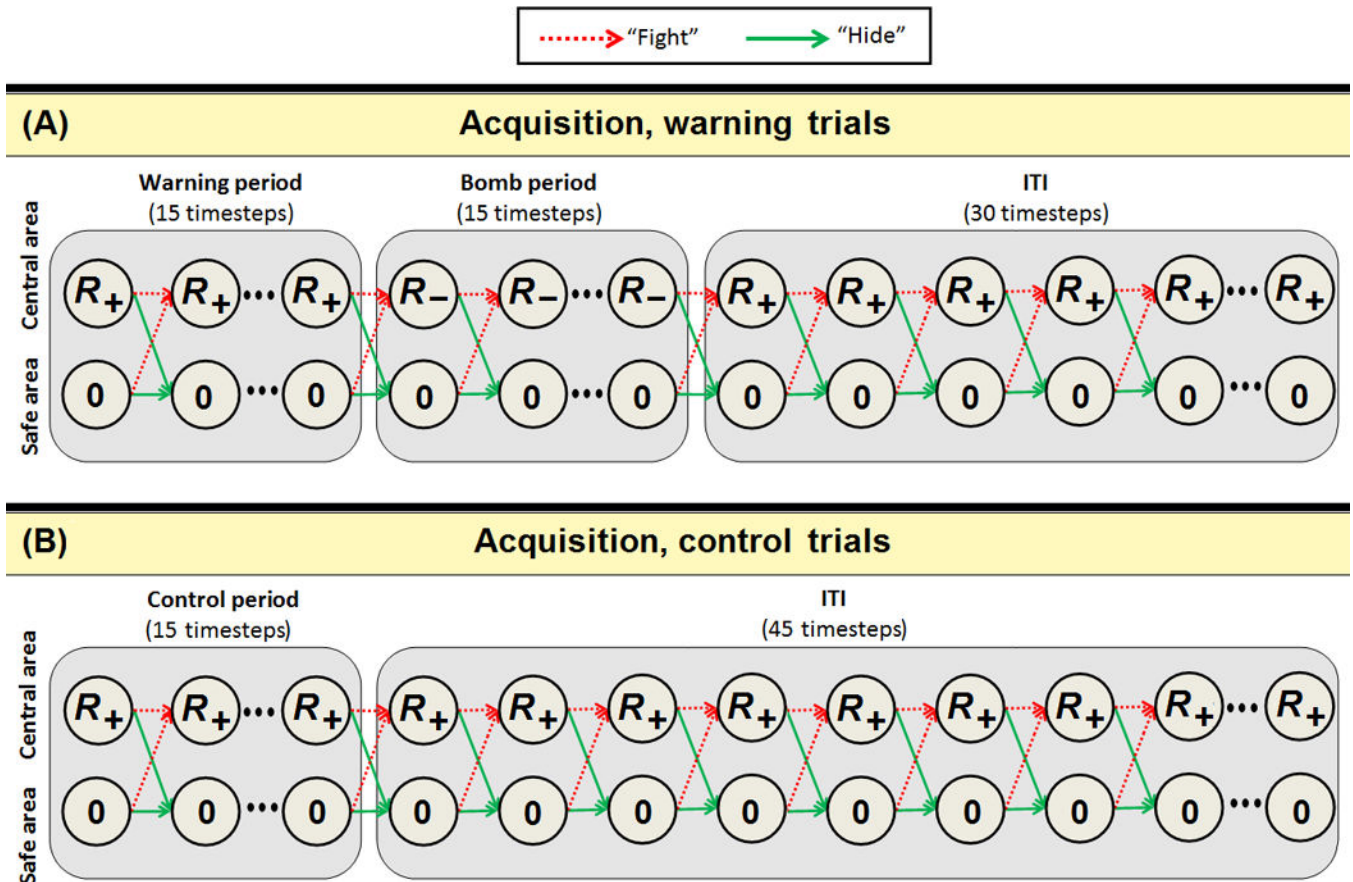 "Fight" "Hide"
(A) Acquisition, warning trials
Warning period Bomb period ITI
(15 timesteps) (15 timesteps) (30 timesteps)
Central area
R+ R+ ••• R+ R− R− ••• R− R+ R+ R+ R+ R+ ••• R+
Safe area
0 0 ••• 0 0 0 ••• 0 0 0 0 0 0 ••• 0
(B) Acquisition, control trials
Control period ITI
(15 timesteps) (45 timesteps)
Central area
R+ R+ ••• R+ R+ R+ R+ R+ R+ R+ R+ R+ ••• R+
Safe area
0 0 ••• 0 0 0 0 0 0 0 0 ••• 0